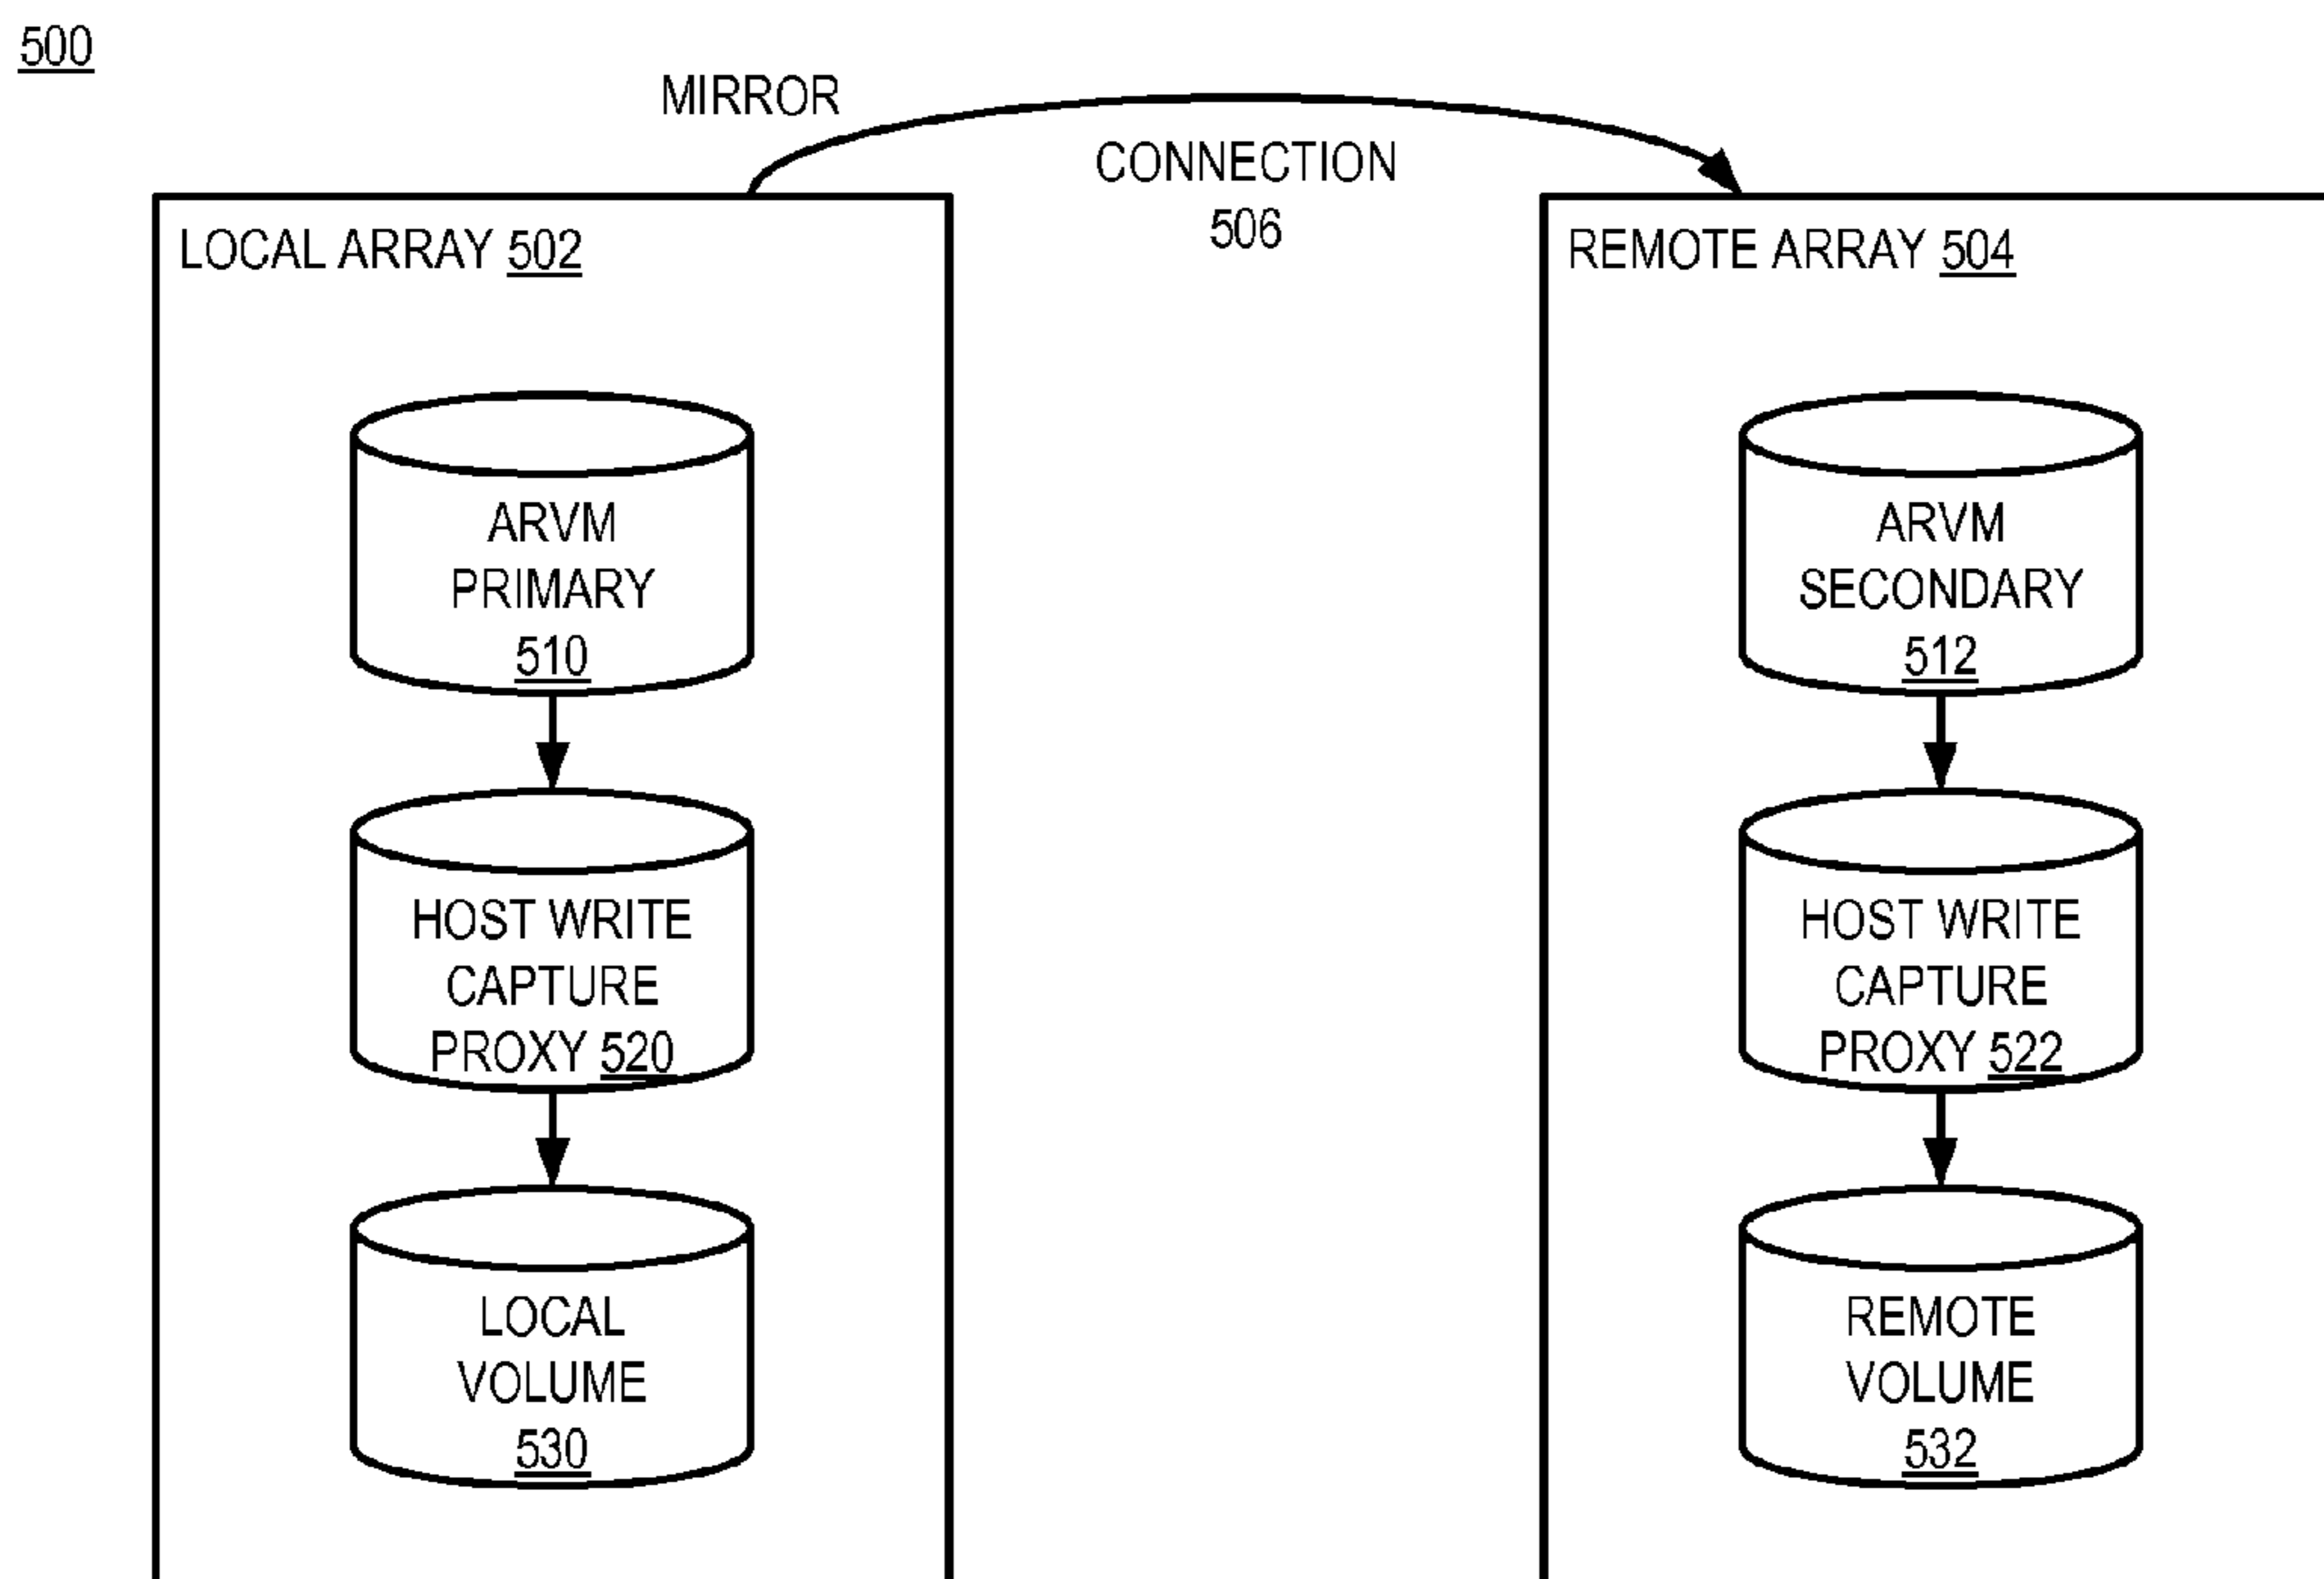 500
MIRROR
CONNECTION
506
LOCAL ARRAY 502
ARVM
PRIMARY
510
HOST WRITE
CAPTURE
PROXY 520
LOCAL
VOLUME
530
REMOTE ARRAY 504
ARVM
SECONDARY
512
HOST WRITE
CAPTURE
PROXY 522
REMOTE
VOLUME
532